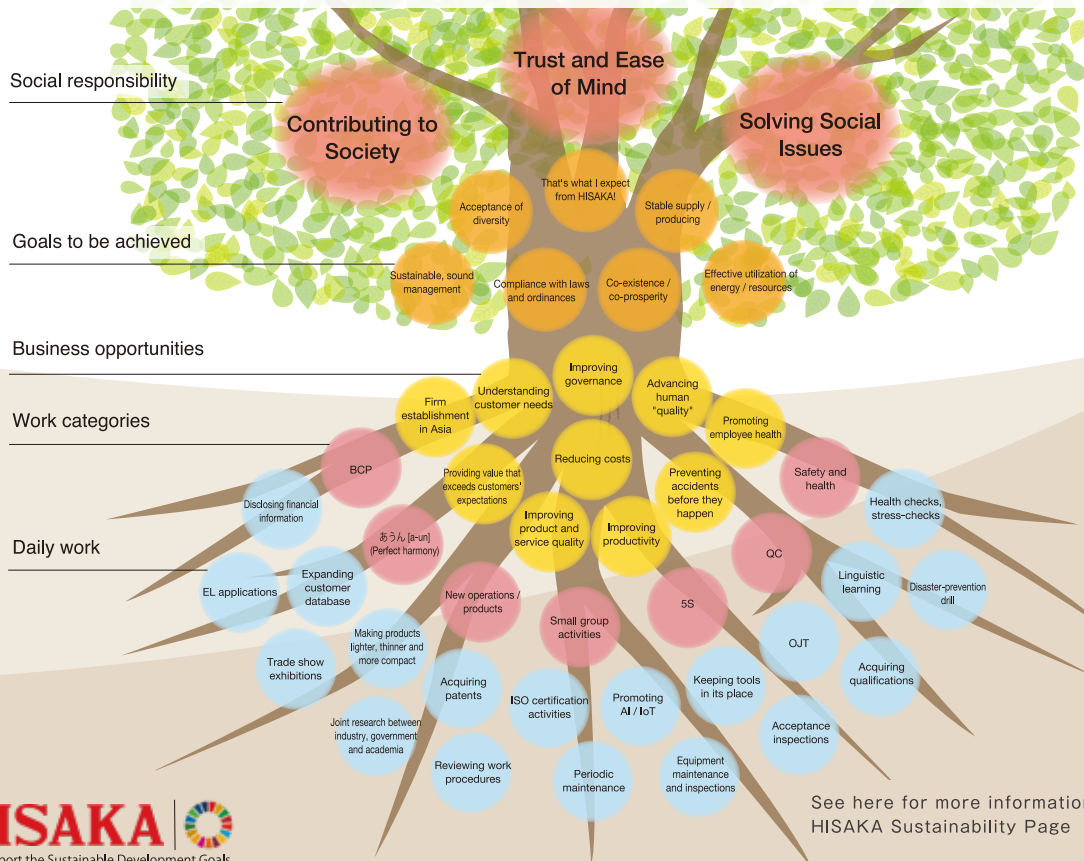 Social responsibility
Trust and Ease
of Mind
Contributing to
Society
Solving Social
Issues
That's what I expect
from HISAKA!
Acceptance of
diversity
Stable supply /
producing
Goals to be achieved
Sustainable, sound
management
Compliance with laws
and ordinances
Co-existence /
co-prosperity
Effective utilization of
energy / resources
Business opportunities
Improving
governance
Understanding
customer needs
Advancing
human
"quality"
Firm
establishment
in Asia
Promoting
employee health
Work categories
Reducing costs
BCP
Providing value that
exceeds customers'
expectations
Preventing
accidents
before they
happen
Safety and
health
Disclosing financial
information
Health checks,
stress-checks
Improving
product and
service quality
Improving
productivity
Daily work
あうん [a-un]
(Perfect harmony)
QC
EL applications
Expanding
customer
database
New operations /
products
Small group
activities
5S
Linguistic
learning
Disaster-prevention
drill
Making products
lighter, thinner and
more compact
OJT
Trade show
exhibitions
Acquiring
patents
ISO certification
activities
Promoting
AI / IoT
Keeping tools
in its place
Acquiring
qualifications
Joint research between
industry, government
and academia
Acceptance
inspections
Reviewing work
procedures
Periodic
maintenance
Equipment
maintenance
and inspections
ISAKA
port the Sustainable Development Goals
See here for more information
HISAKA Sustainability Page